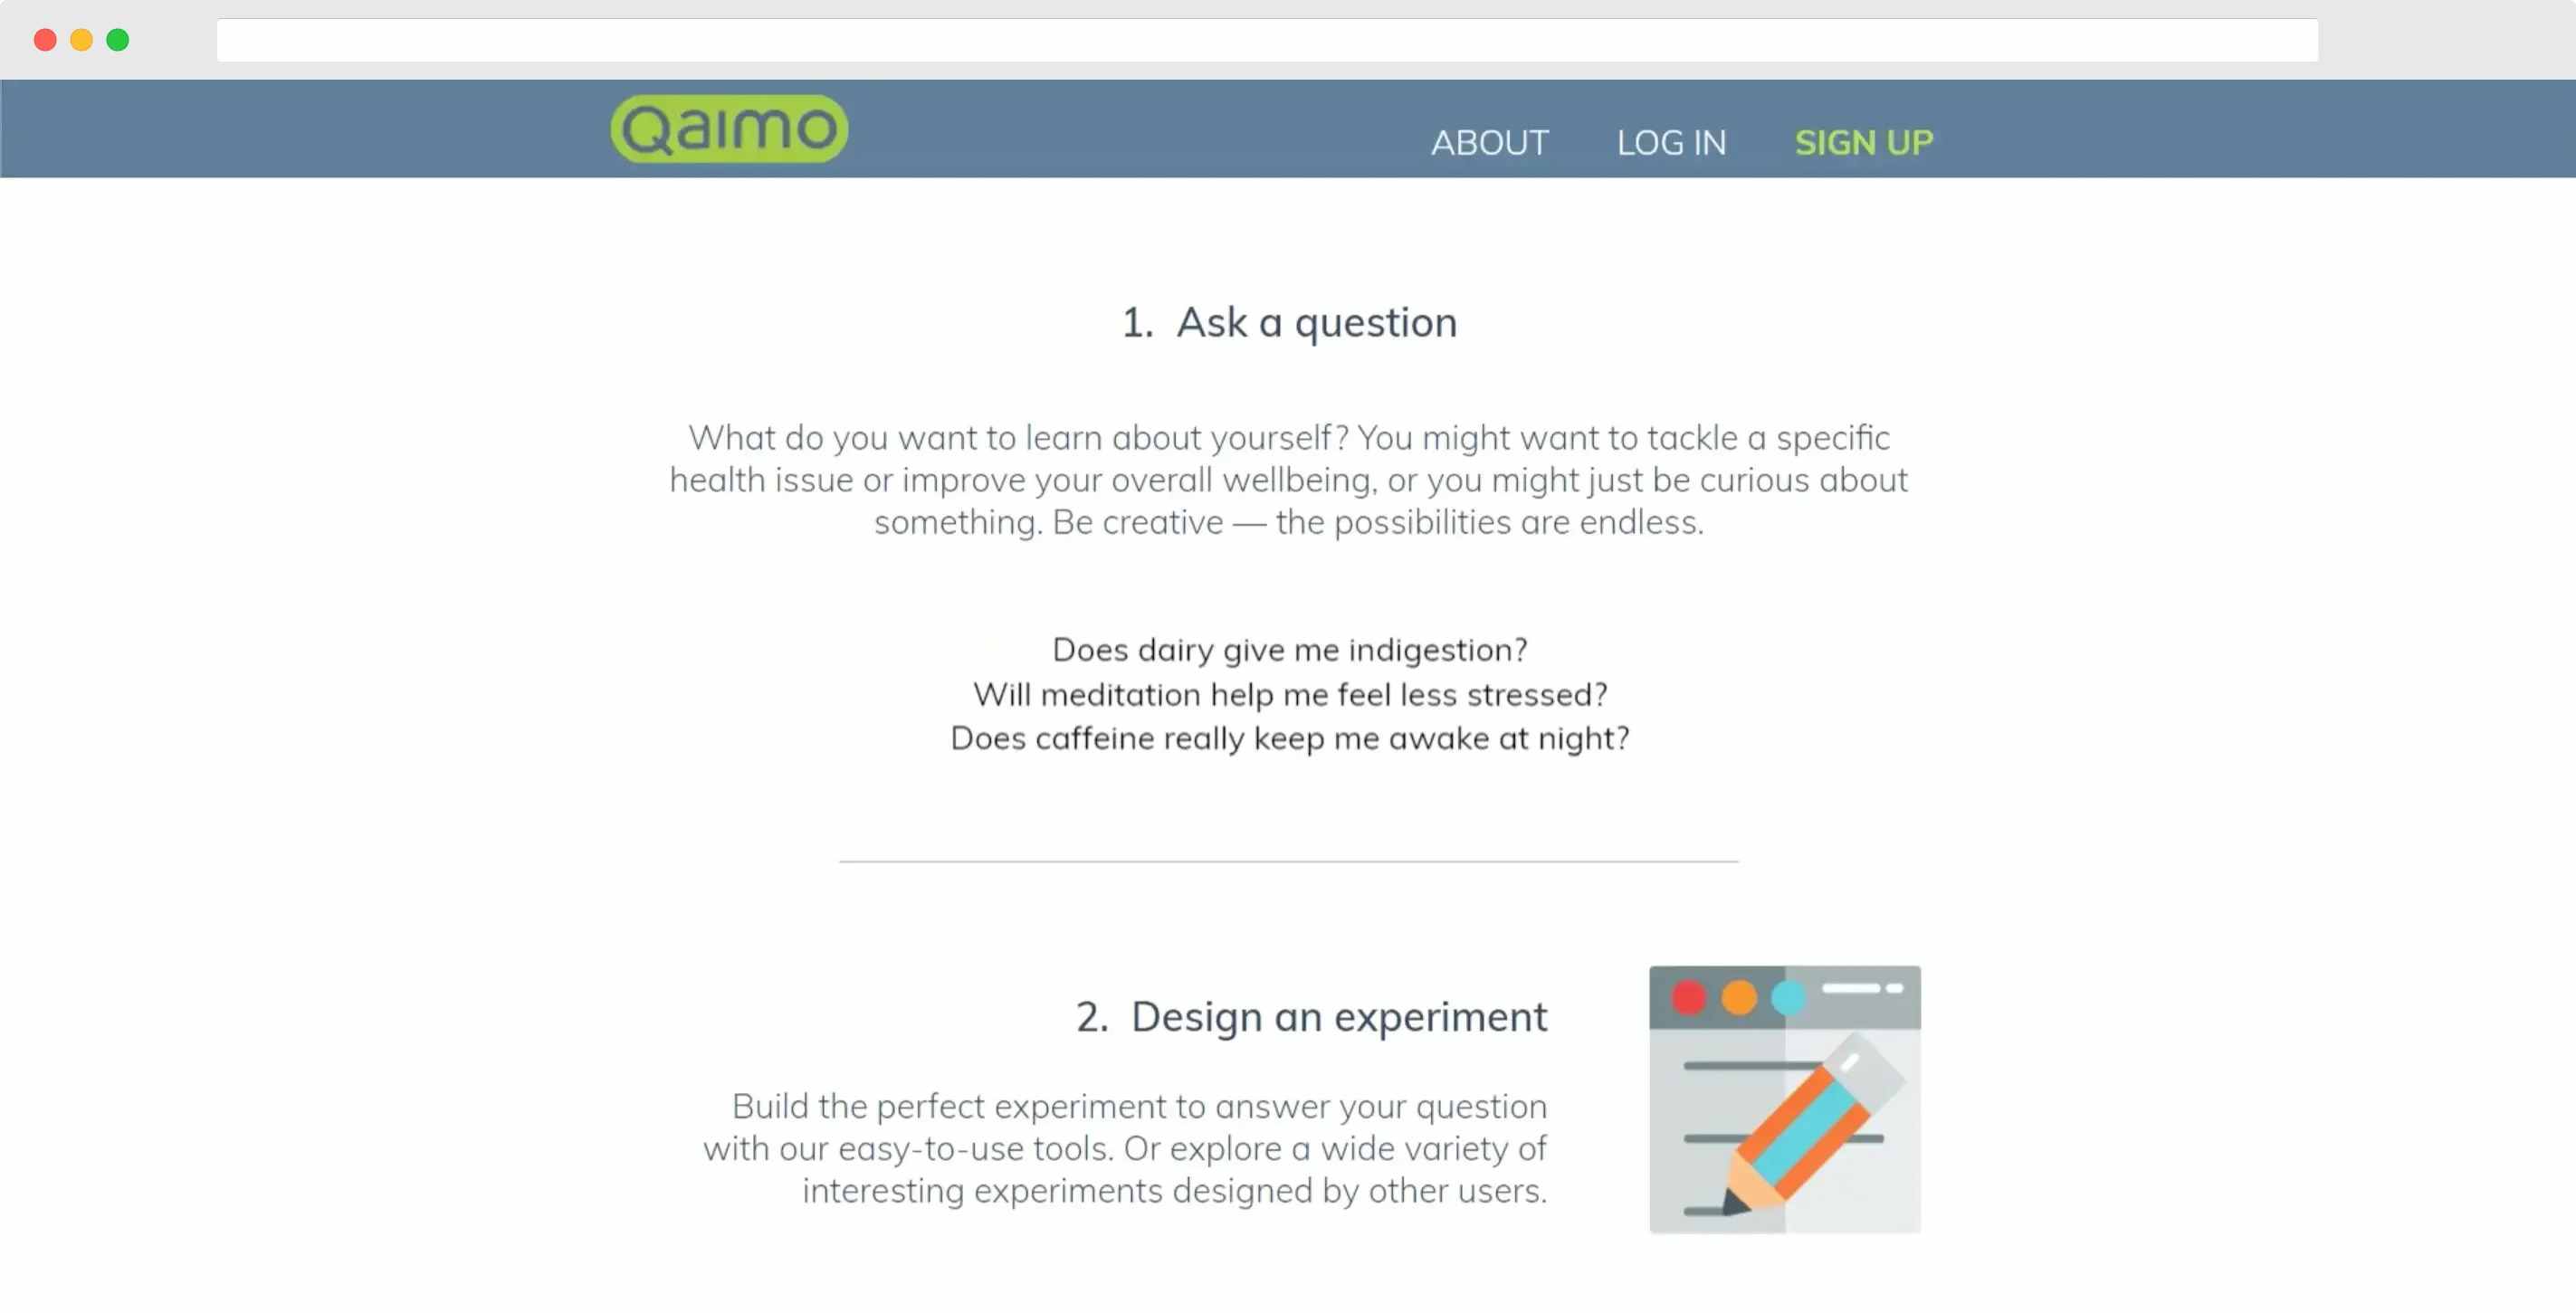 Qaimo
ABOUT LOG IN SIGN UP
1. Ask a question
What do you want to learn about yourself? You might want to tackle a specific
health issue or improve your overall wellbeing, or you might just be curious about
something. Be creative — the possibilities are endless.
Does dairy give me indigestion?
Will meditation help me feel less stressed?
Does caffeine really keep me awake at night?
2. Design an experiment
Build the perfect experiment to answer your question
with our easy-to-use tools. Or explore a wide variety of
interesting experiments designed by other users.